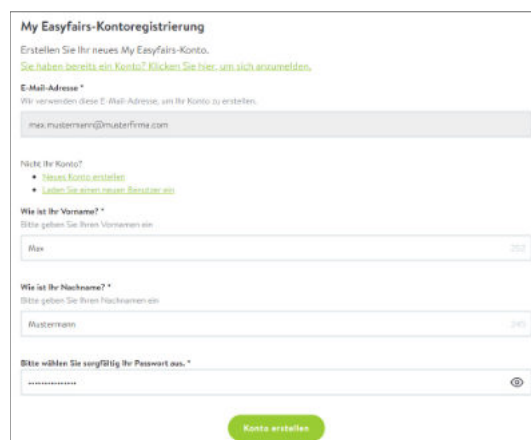 My Easyfairs-Kontoregistrierung
Erstellen Sie Ihr neues My Easyfairs-Konto.
Sie haben bereits ein Konto? Klicken Sie hier, um sich anzumelden.
E-Mail-Adresse *
Wir verwenden diese E-Mail-Adresse, um Ihr Konto zu erstellen.
max.mustermann@musterfirma.com
Nicht Ihr Konto?
Neues Konto erstellen
Laden Sie einen neuen Benutzer ein
Wie ist Ihr Vorname? *
Bitte geben Sie Ihren Vornamen ein
Max 252
Wie ist Ihr Nachname? *
Bitte geben Sie Ihren Nachnamen ein
Mustermann 245
Bitte wählen Sie sorgfältig Ihr Passwort aus. *
Konto erstellen